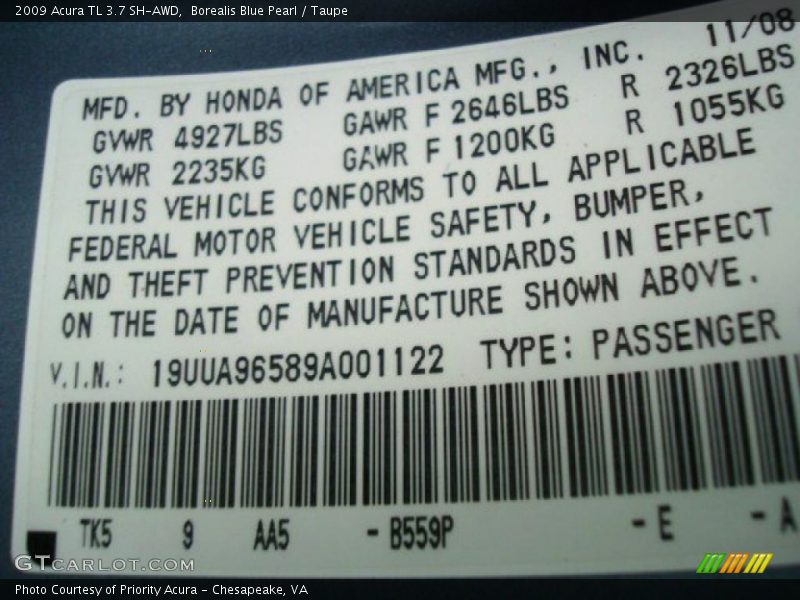 2009 Acura TL 3.7 SH-AWD, Borealis Blue Pearl / Taupe
11/08
MFD. BY HONDA OF AMERICA MFG., INC.
GVWR 4927LBS GAWR F 2646LBS R 2326LBS
GVWR 2235KG GAWR F 1200KG R 1055KG
THIS VEHICLE CONFORMS TO ALL APPLICABLE
FEDERAL MOTOR VEHICLE SAFETY, BUMPER,
AND THEFT PREVENTION STANDARDS IN EFFECT
ON THE DATE OF MANUFACTURE SHOWN ABOVE.
V.I.N.: 19UUA96589A001122 TYPE: PASSENGER
TK5 9 AA5 -B559P -E -A
GTCARLOT.COM
Photo Courtesy of Priority Acura - Chesapeake, VA